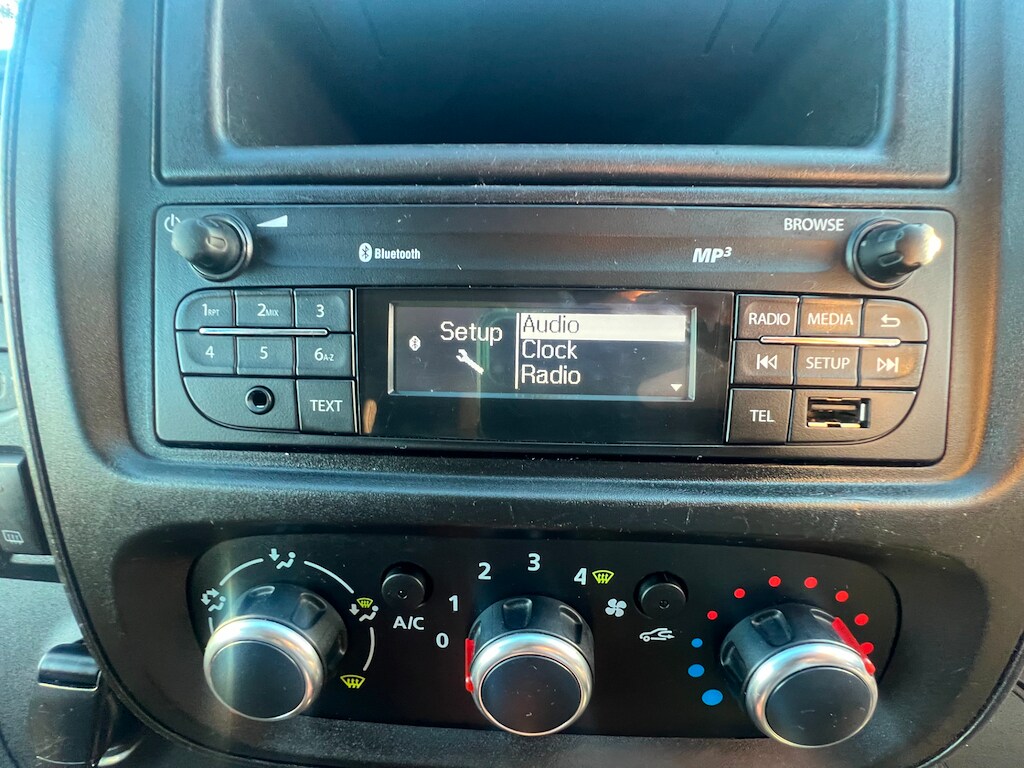 BROWSE
Bluetooth
MP3
1RPT 2MIX 3
4 5 6A-Z
TEXT
Setup
Audio
Clock
Radio
RADIO MEDIA
SETUP
TEL
A/C
0 1 2 3 4